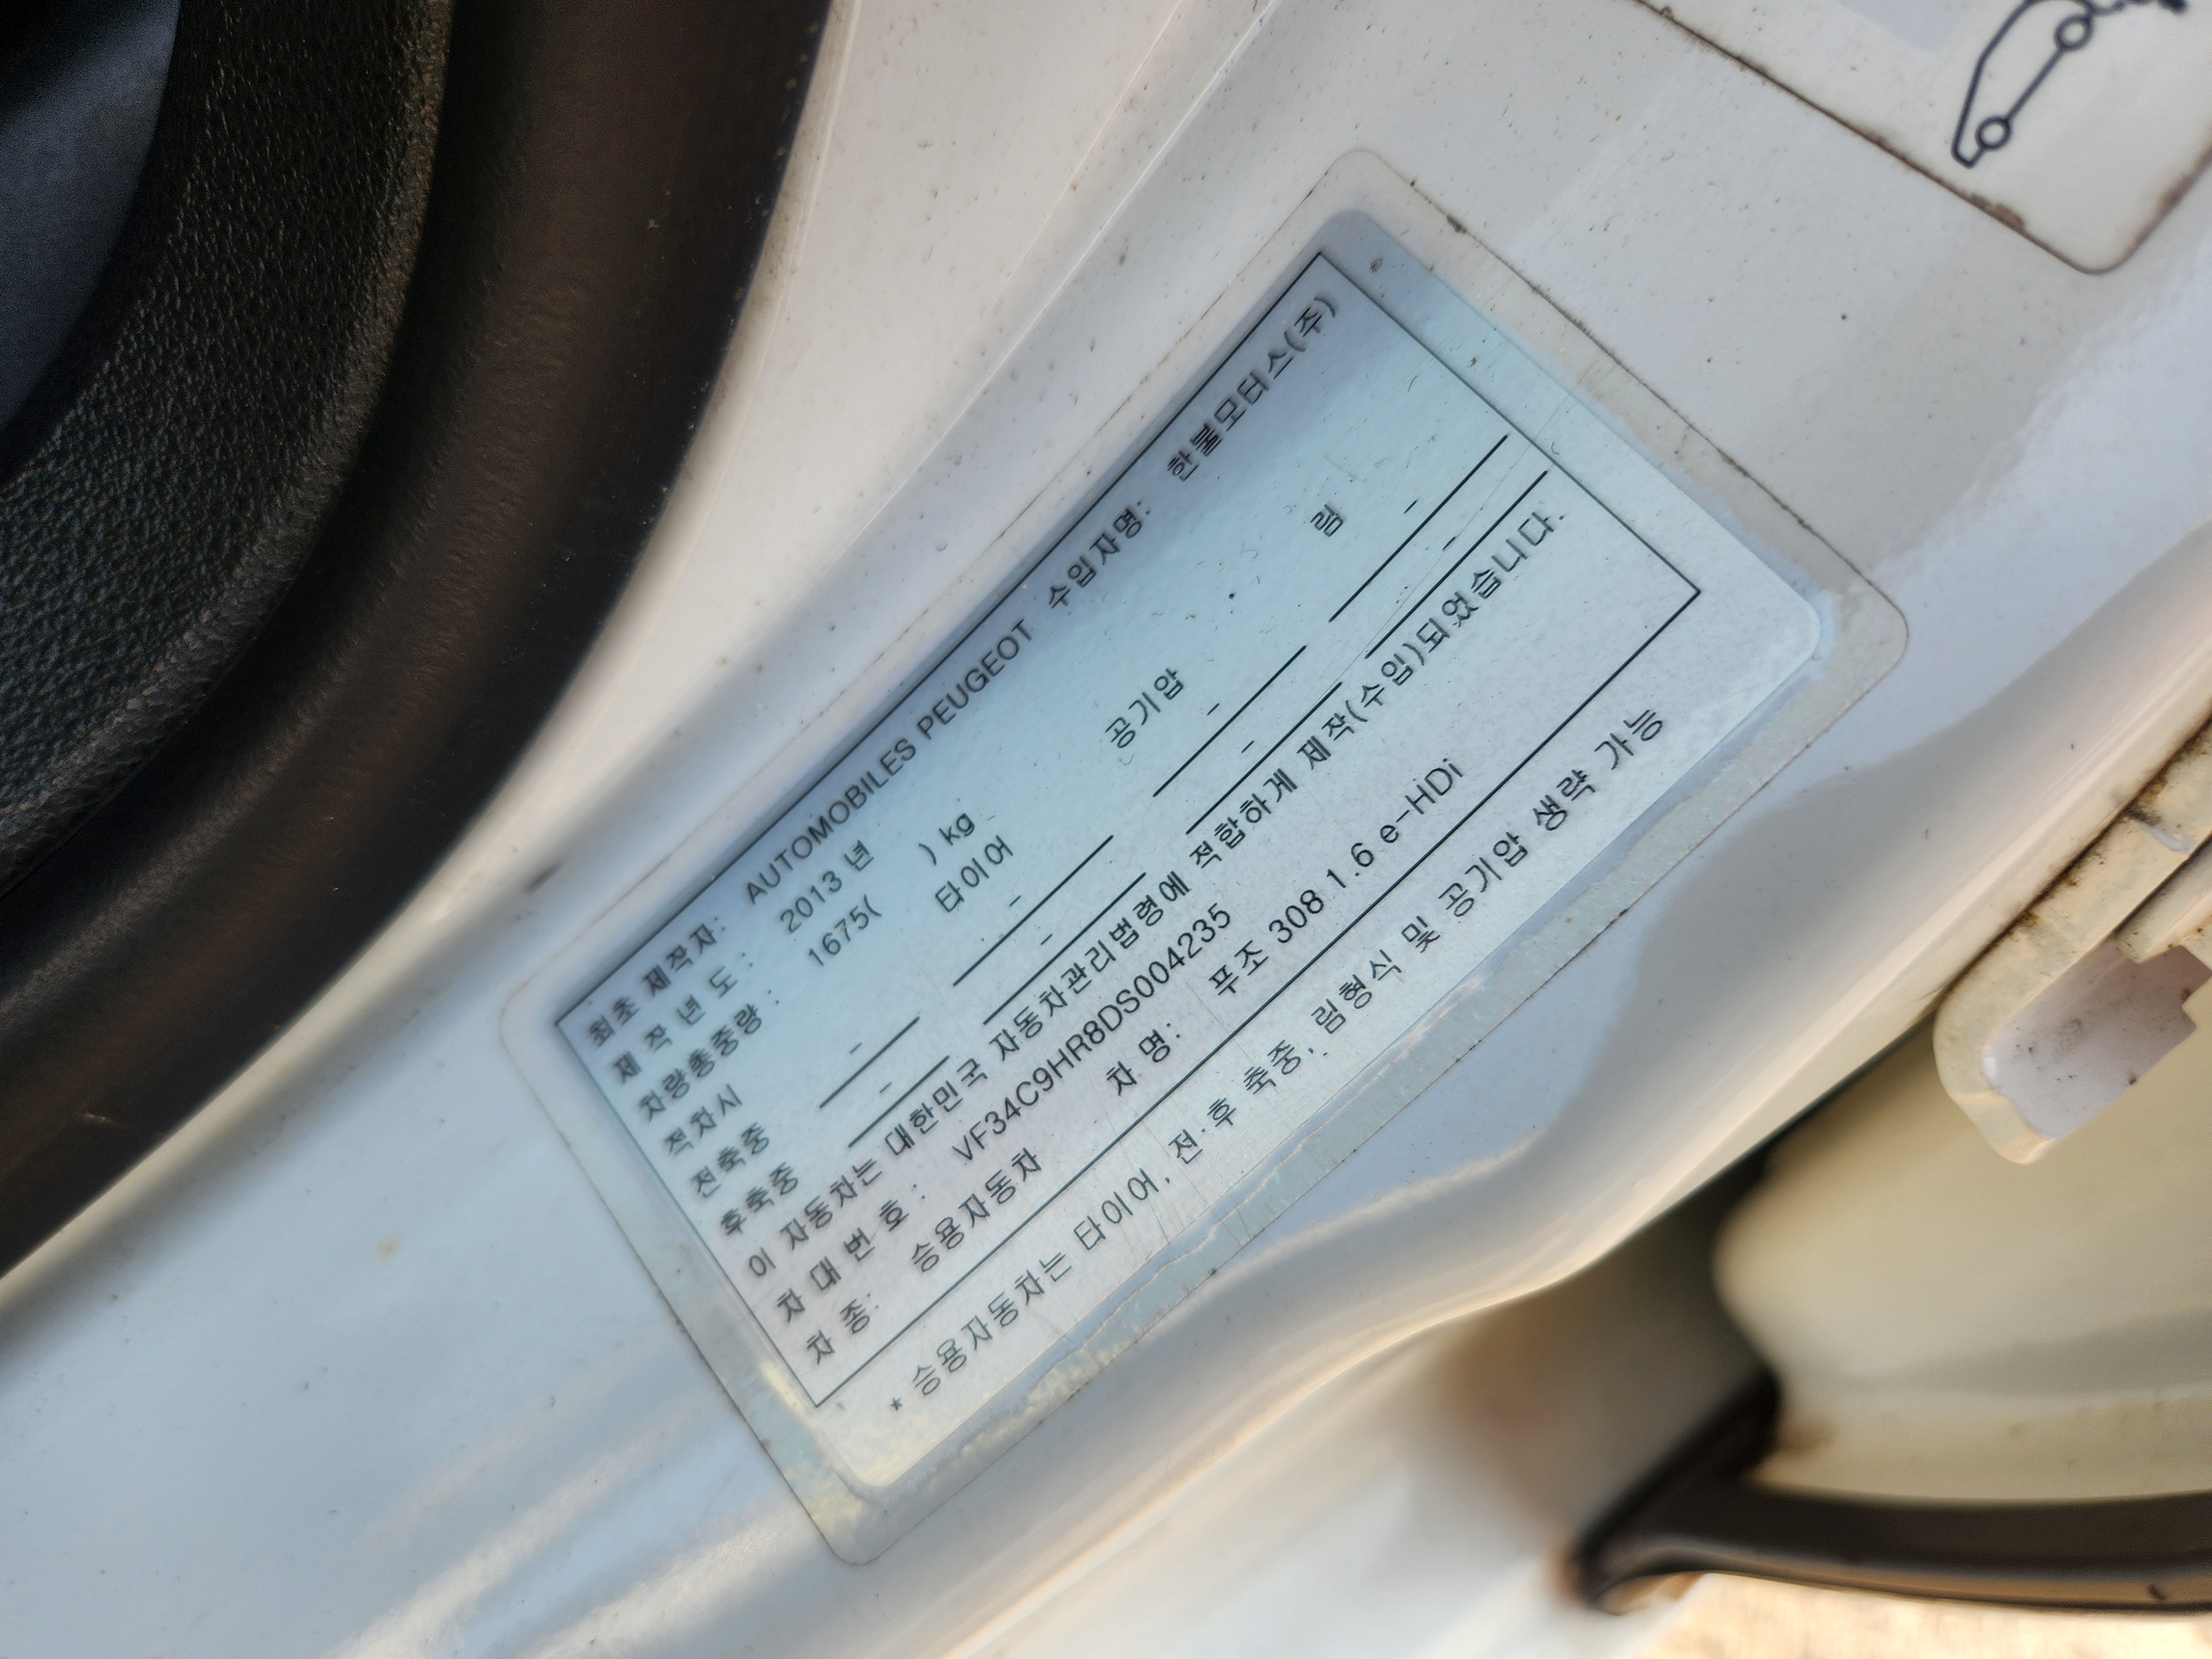 최초 제작자: AUTOMOBILES PEUGEOT 수입자명: 한불모터스(주)
제 작 년 도 : 2013 년
차량총중량 : 1675( ) kg
적차시 타이어 공기압 림
전축중 - - - -
후축중 - - - -
이 자동차는 대한민국 자동차관리법령에 적합하게 제작(수입)되었습니다.
차 대 번 호 : VF34C9HR8DS004235
차 종: 승용자동차 차 명: 푸조 308 1.6 e-HDi
* 승용자동차는 타이어, 전·후 축중, 림형식 및 공기압 생략 가능